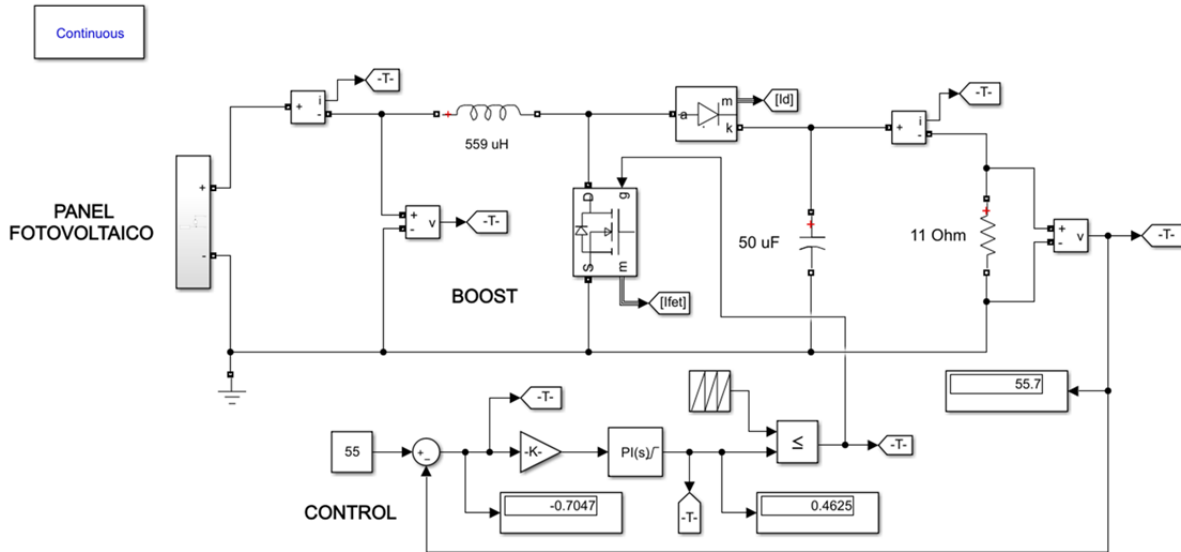 Continuous
-T-
i
+
-
559 uH
a
m
k
[Id]
-T-
i
+
-
PANEL
FOTOVOLTAICO
+
-
+
-
v
-T-
D
g
S
m
[Ifet]
BOOST
50 uF
11 Ohm
+
-
v
-T-
55.7
-T-
55
+
-
-K-
PI(s)
≤
-T-
-T-
-0.7047
0.4625
CONTROL